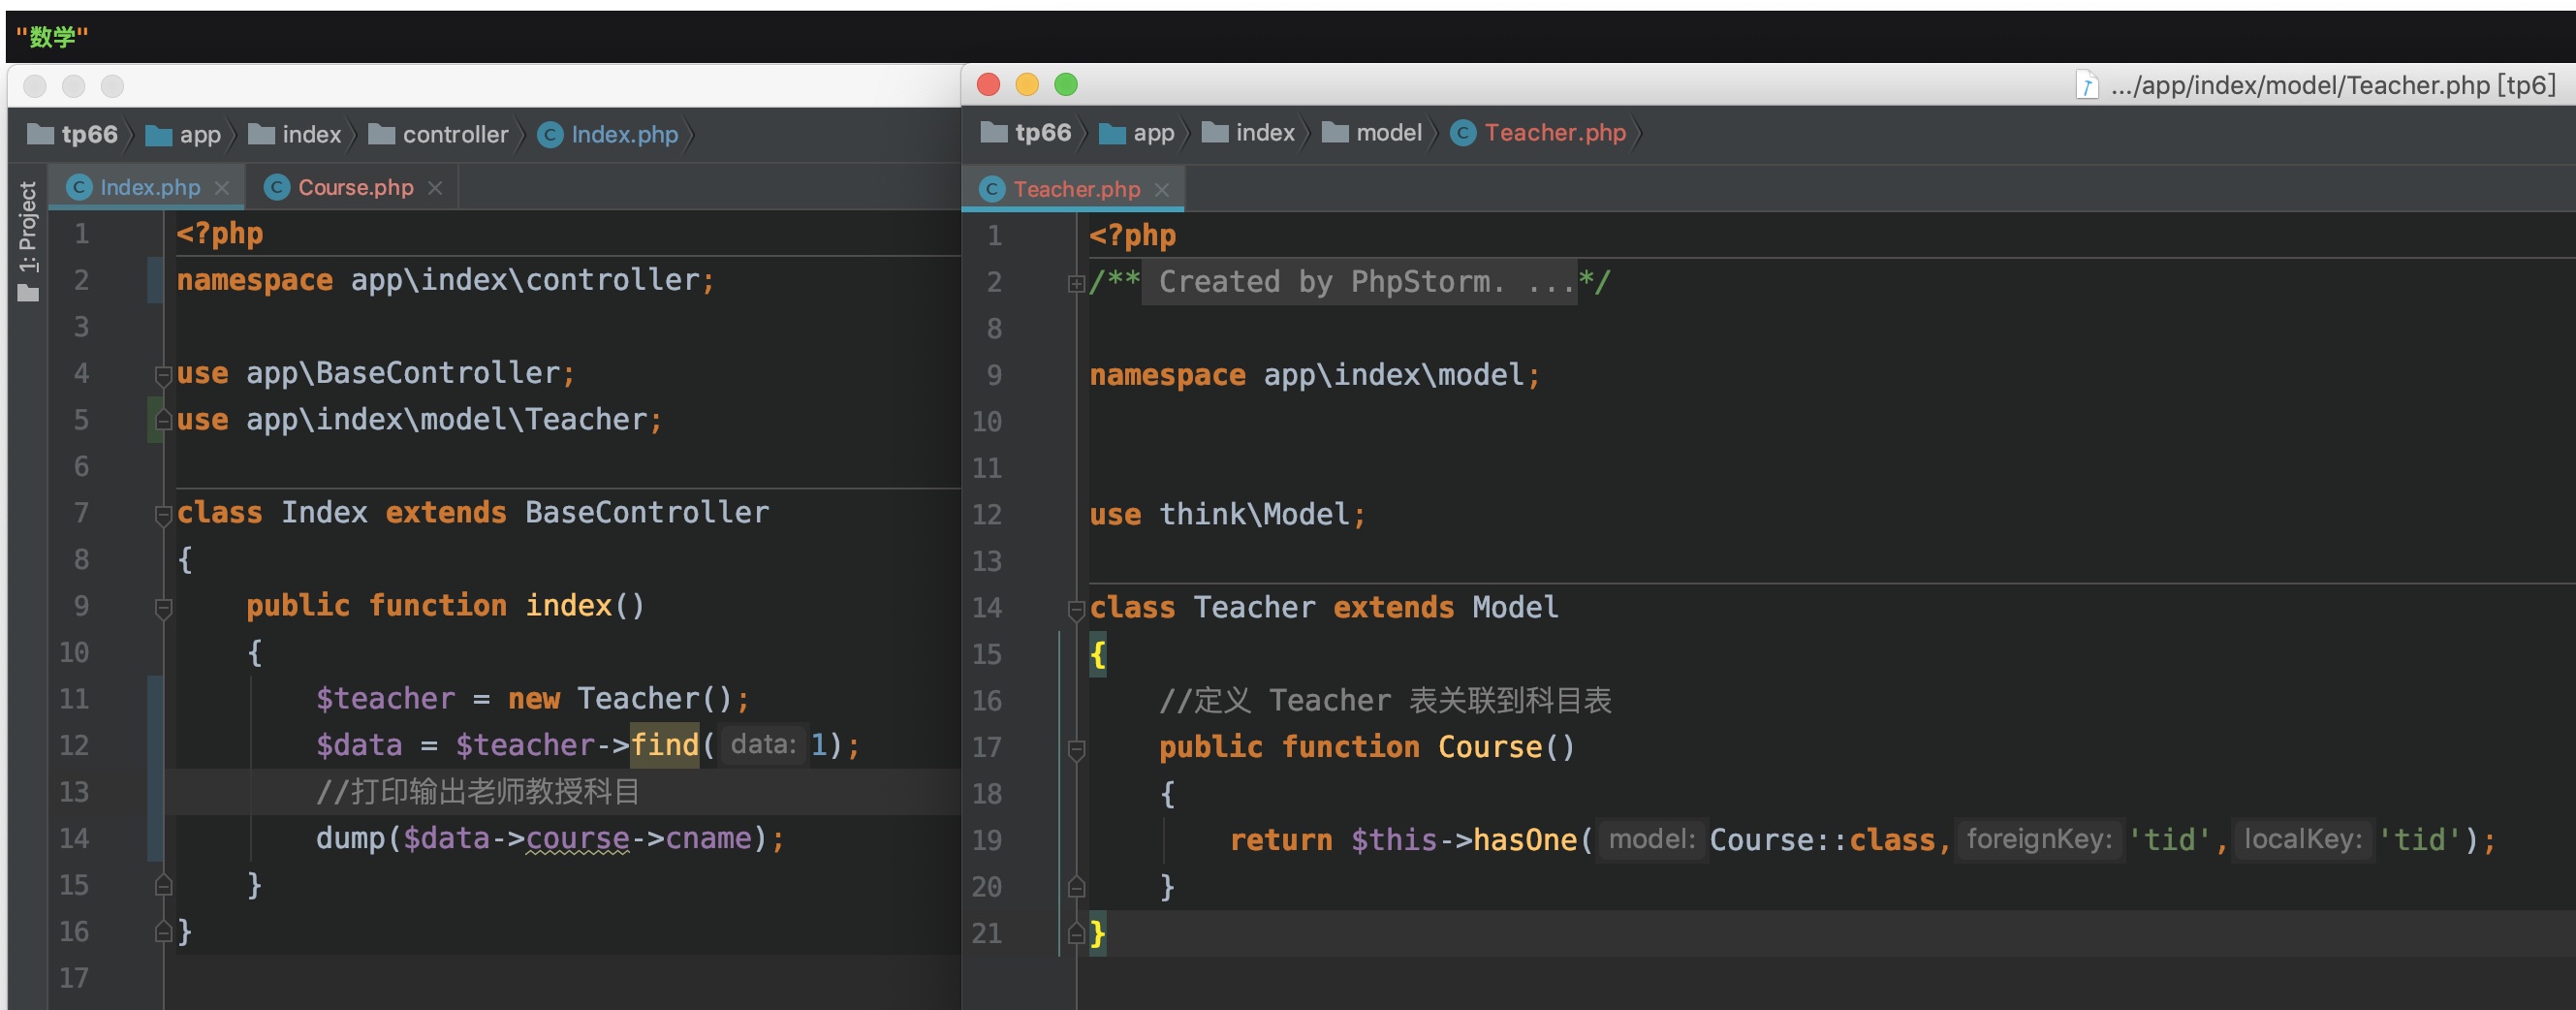 "数学"
tp66 app index controller Index.php
Index.php Course.php
1: Project
1 <?php
2 namespace app\index\controller;
3
4 use app\BaseController;
5 use app\index\model\Teacher;
6
7 class Index extends BaseController
8 {
9 public function index()
10 {
11 $teacher = new Teacher();
12 $data = $teacher->find( data: 1);
13 //打印输出老师教授科目
14 dump($data->course->cname);
15 }
16 }
17
.../app/index/model/Teacher.php [tp6]
tp66 app index model Teacher.php
Teacher.php
1 <?php
2 /** Created by PhpStorm. ...*/
8
9 namespace app\index\model;
10
11
12 use think\Model;
13
14 class Teacher extends Model
15 {
16 //定义 Teacher 表关联到科目表
17 public function Course()
18 {
19 return $this->hasOne( model: Course::class, foreignKey: 'tid', localKey: 'tid');
20 }
21 }